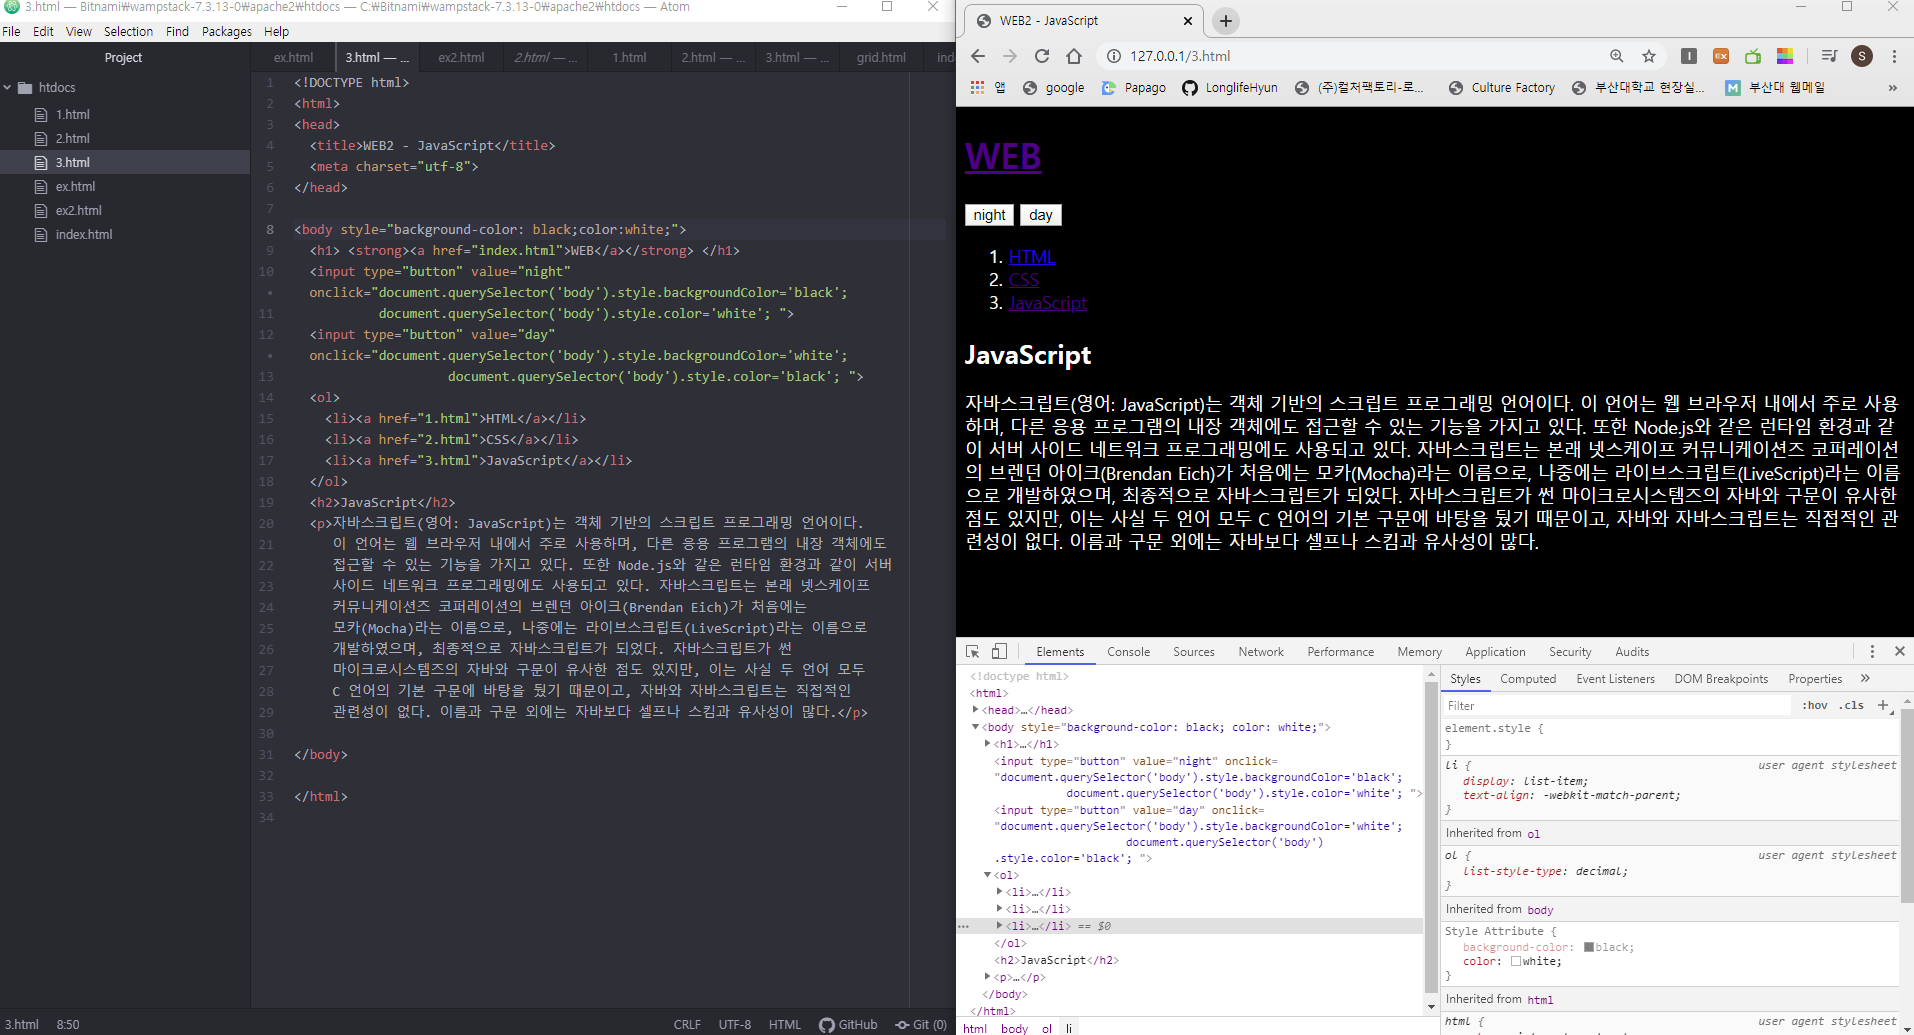 3.html — Bitnami₩wampstack-7.3.13-0₩apache2₩htdocs — C:₩Bitnami₩wampstack-7.3.13-0₩apache2₩htdocs — Atom
File Edit View Selection Find Packages Help
Project
htdocs
1.html
2.html
3.html
ex.html
ex2.html
index.html
ex.html 3.html — ... ex2.html 2.html — ... 1.html 2.html — ... 3.html — ... grid.html ind
1 <!DOCTYPE html>
2 <html>
3 <head>
4 <title>WEB2 - JavaScript</title>
5 <meta charset="utf-8">
6 </head>
7
8 <body style="background-color: black;color:white;">
9 <h1> <strong><a href="index.html">WEB</a></strong> </h1>
10 <input type="button" value="night"
• onclick="document.querySelector('body').style.backgroundColor='black';
11 document.querySelector('body').style.color='white'; ">
12 <input type="button" value="day"
• onclick="document.querySelector('body').style.backgroundColor='white';
13 document.querySelector('body').style.color='black'; ">
14 <ol>
15 <li><a href="1.html">HTML</a></li>
16 <li><a href="2.html">CSS</a></li>
17 <li><a href="3.html">JavaScript</a></li>
18 </ol>
19 <h2>JavaScript</h2>
20 <p>자바스크립트(영어: JavaScript)는 객체 기반의 스크립트 프로그래밍 언어이다.
21 이 언어는 웹 브라우저 내에서 주로 사용하며, 다른 응용 프로그램의 내장 객체에도
22 접근할 수 있는 기능을 가지고 있다. 또한 Node.js와 같은 런타임 환경과 같이 서버
23 사이드 네트워크 프로그래밍에도 사용되고 있다. 자바스크립트는 본래 넷스케이프
24 커뮤니케이션즈 코퍼레이션의 브렌던 아이크(Brendan Eich)가 처음에는
25 모카(Mocha)라는 이름으로, 나중에는 라이브스크립트(LiveScript)라는 이름으로
26 개발하였으며, 최종적으로 자바스크립트가 되었다. 자바스크립트가 썬
27 마이크로시스템즈의 자바와 구문이 유사한 점도 있지만, 이는 사실 두 언어 모두
28 C 언어의 기본 구문에 바탕을 뒀기 때문이고, 자바와 자바스크립트는 직접적인
29 관련성이 없다. 이름과 구문 외에는 자바보다 셀프나 스킴과 유사성이 많다.</p>
30
31 </body>
32
33 </html>
34
3.html 8:50 CRLF UTF-8 HTML GitHub Git (0)
WEB2 - JavaScript
127.0.0.1/3.html
S
앱 google Papago LonglifeHyun (주)컬처팩토리-로... Culture Factory 부산대학교 현장실... M 부산대 웹메일 »
WEB
night day
1. HTML
2. CSS
3. JavaScript
JavaScript
자바스크립트(영어: JavaScript)는 객체 기반의 스크립트 프로그래밍 언어이다. 이 언어는 웹 브라우저 내에서 주로 사용
하며, 다른 응용 프로그램의 내장 객체에도 접근할 수 있는 기능을 가지고 있다. 또한 Node.js와 같은 런타임 환경과 같
이 서버 사이드 네트워크 프로그래밍에도 사용되고 있다. 자바스크립트는 본래 넷스케이프 커뮤니케이션즈 코퍼레이션
의 브렌던 아이크(Brendan Eich)가 처음에는 모카(Mocha)라는 이름으로, 나중에는 라이브스크립트(LiveScript)라는 이름
으로 개발하였으며, 최종적으로 자바스크립트가 되었다. 자바스크립트가 썬 마이크로시스템즈의 자바와 구문이 유사한
점도 있지만, 이는 사실 두 언어 모두 C 언어의 기본 구문에 바탕을 뒀기 때문이고, 자바와 자바스크립트는 직접적인 관
련성이 없다. 이름과 구문 외에는 자바보다 셀프나 스킴과 유사성이 많다.
Elements Console Sources Network Performance Memory Application Security Audits
<!doctype html>
<html>
<head>…</head>
<body style="background-color: black; color: white;">
<h1>…</h1>
<input type="button" value="night" onclick=
"document.querySelector('body').style.backgroundColor='black';
document.querySelector('body').style.color='white'; ">
<input type="button" value="day" onclick=
"document.querySelector('body').style.backgroundColor='white';
document.querySelector('body')
.style.color='black'; ">
<ol>
<li>…</li>
<li>…</li>
... <li>…</li> == $0
</ol>
<h2>JavaScript</h2>
<p>…</p>
</body>
</html>
html body ol li
Styles Computed Event Listeners DOM Breakpoints Properties »
Filter :hov .cls +
element.style {
}
li { user agent stylesheet
display: list-item;
text-align: -webkit-match-parent;
}
Inherited from ol
ol { user agent stylesheet
list-style-type: decimal;
}
Inherited from body
Style Attribute {
background-color: black;
color: white;
}
Inherited from html
html { user agent stylesheet